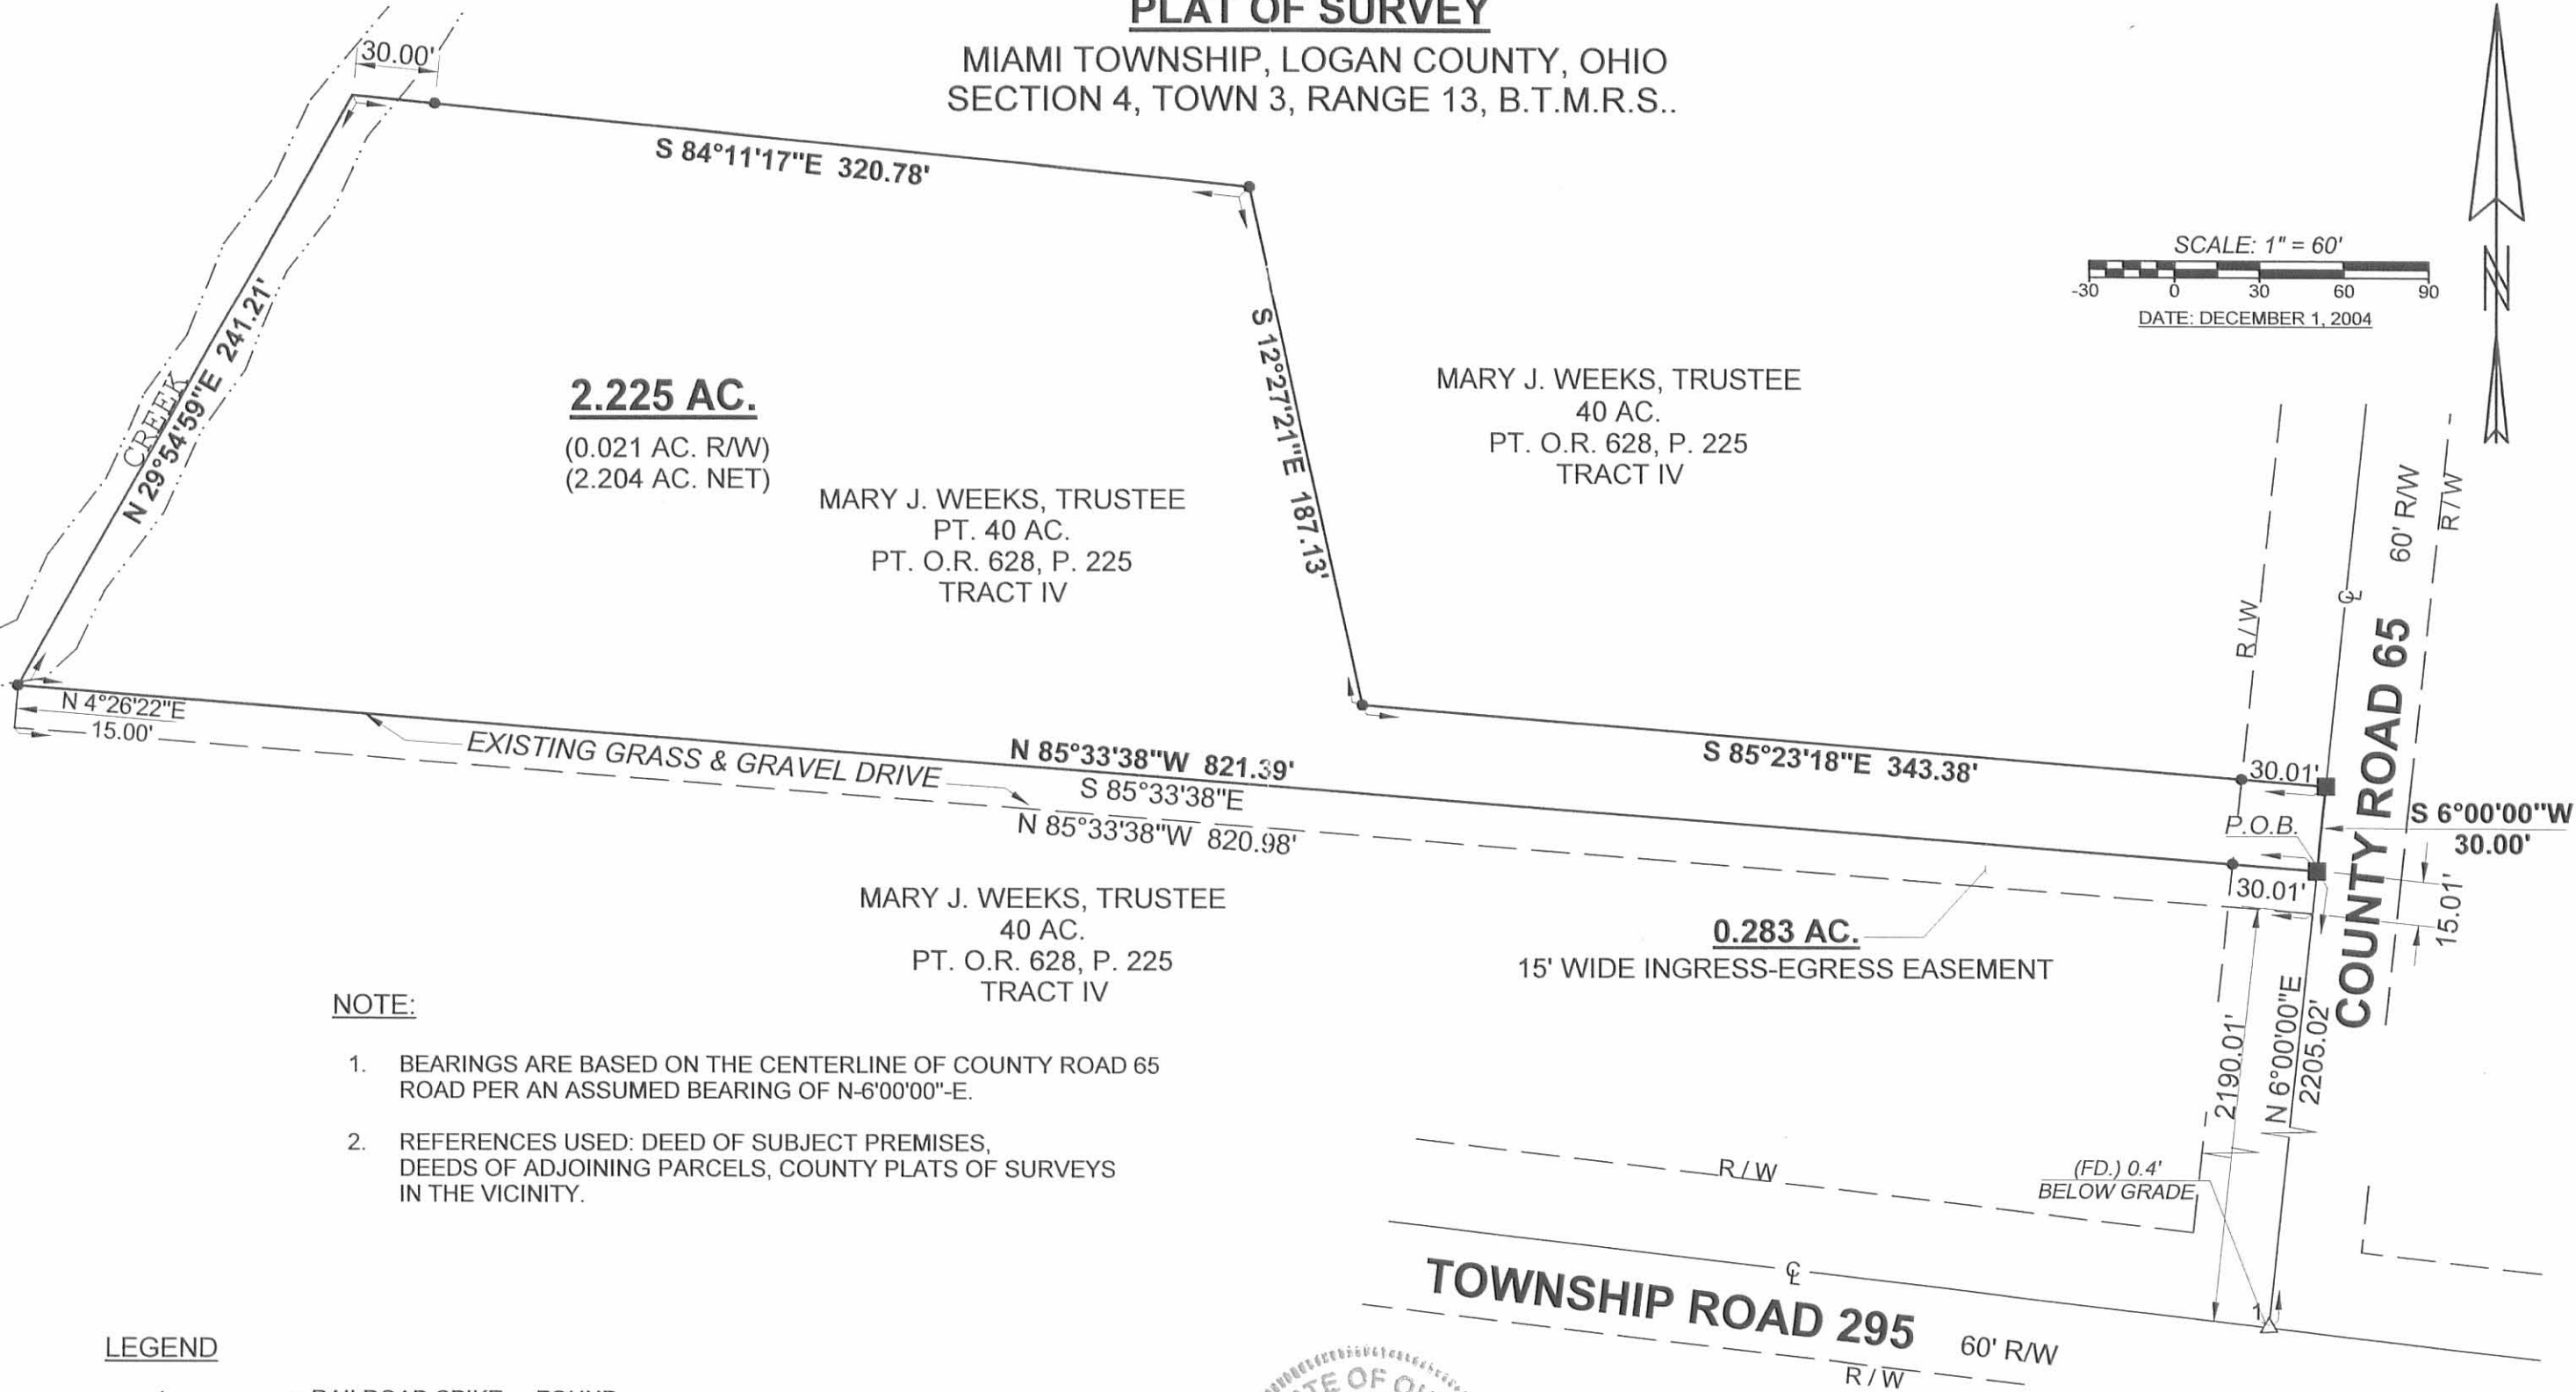 PLAT OF SURVEY
MIAMI TOWNSHIP, LOGAN COUNTY, OHIO
SECTION 4, TOWN 3, RANGE 13, B.T.M.R.S..
30.00'
S 84°11'17"E 320.78'
N 29°54'59"E 241.21'
CREEK
2.225 AC.
(0.021 AC. R/W)
(2.204 AC. NET)
MARY J. WEEKS, TRUSTEE
PT. 40 AC.
PT. O.R. 628, P. 225
TRACT IV
S 12°27'21"E 187.13'
MARY J. WEEKS, TRUSTEE
40 AC.
PT. O.R. 628, P. 225
TRACT IV
SCALE: 1" = 60'
-30 0 30 60 90
DATE: DECEMBER 1, 2004
N
R/W
60' R/W
R/W
℄
COUNTY ROAD 65
N 4°26'22"E
15.00'
EXISTING GRASS & GRAVEL DRIVE
N 85°33'38"W 821.39'
S 85°33'38"E
N 85°33'38"W 820.98'
S 85°23'18"E 343.38'
30.01'
P.O.B.
S 6°00'00"W
30.00'
30.01'
15.01'
0.283 AC.
15' WIDE INGRESS-EGRESS EASEMENT
MARY J. WEEKS, TRUSTEE
40 AC.
PT. O.R. 628, P. 225
TRACT IV
2190.01'
N 6°00'00"E
2205.02'
NOTE:
1. BEARINGS ARE BASED ON THE CENTERLINE OF COUNTY ROAD 65
ROAD PER AN ASSUMED BEARING OF N-6'00'00"-E.
2. REFERENCES USED: DEED OF SUBJECT PREMISES,
DEEDS OF ADJOINING PARCELS, COUNTY PLATS OF SURVEYS
IN THE VICINITY.
R/W
(FD.) 0.4'
BELOW GRADE
℄
1
TOWNSHIP ROAD 295
60' R/W
R/W
LEGEND